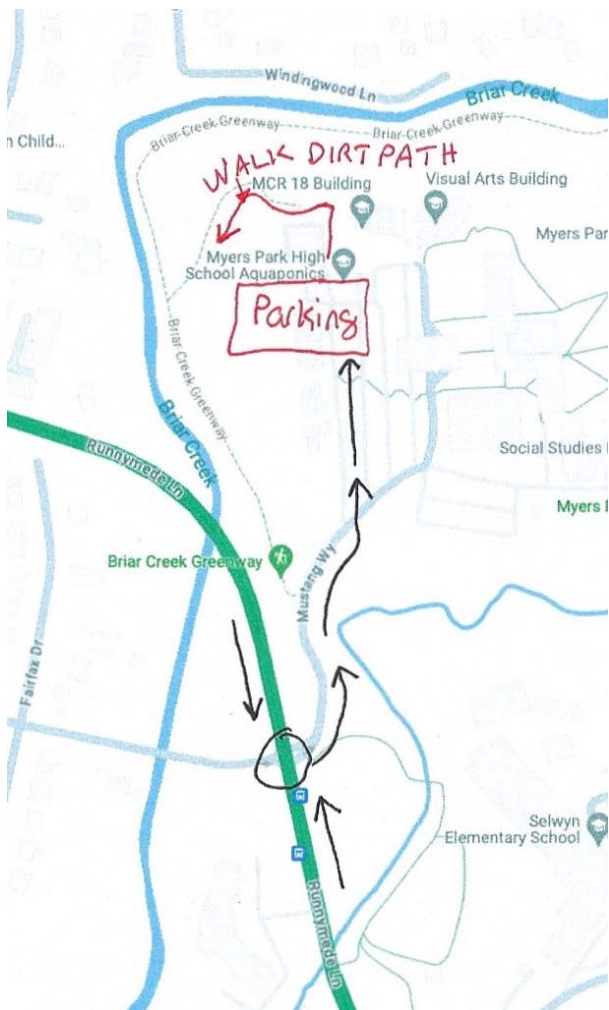 Windingwood Ln
Briar Creek
Briar-Creek-Greenway
Briar-Creek-Greenway
n Child...
WALK DIRT PATH
MCR 18 Building
Visual Arts Building
Myers Par
Myers Park High
School Aquaponics
Parking
Briar Creek Greenway
Briar Creek
Runnymede Ln
Social Studies
Myers
Briar Creek Greenway
Mustang Wy
Fairfax Dr
Selwyn
Elementary School
Runnymede Ln